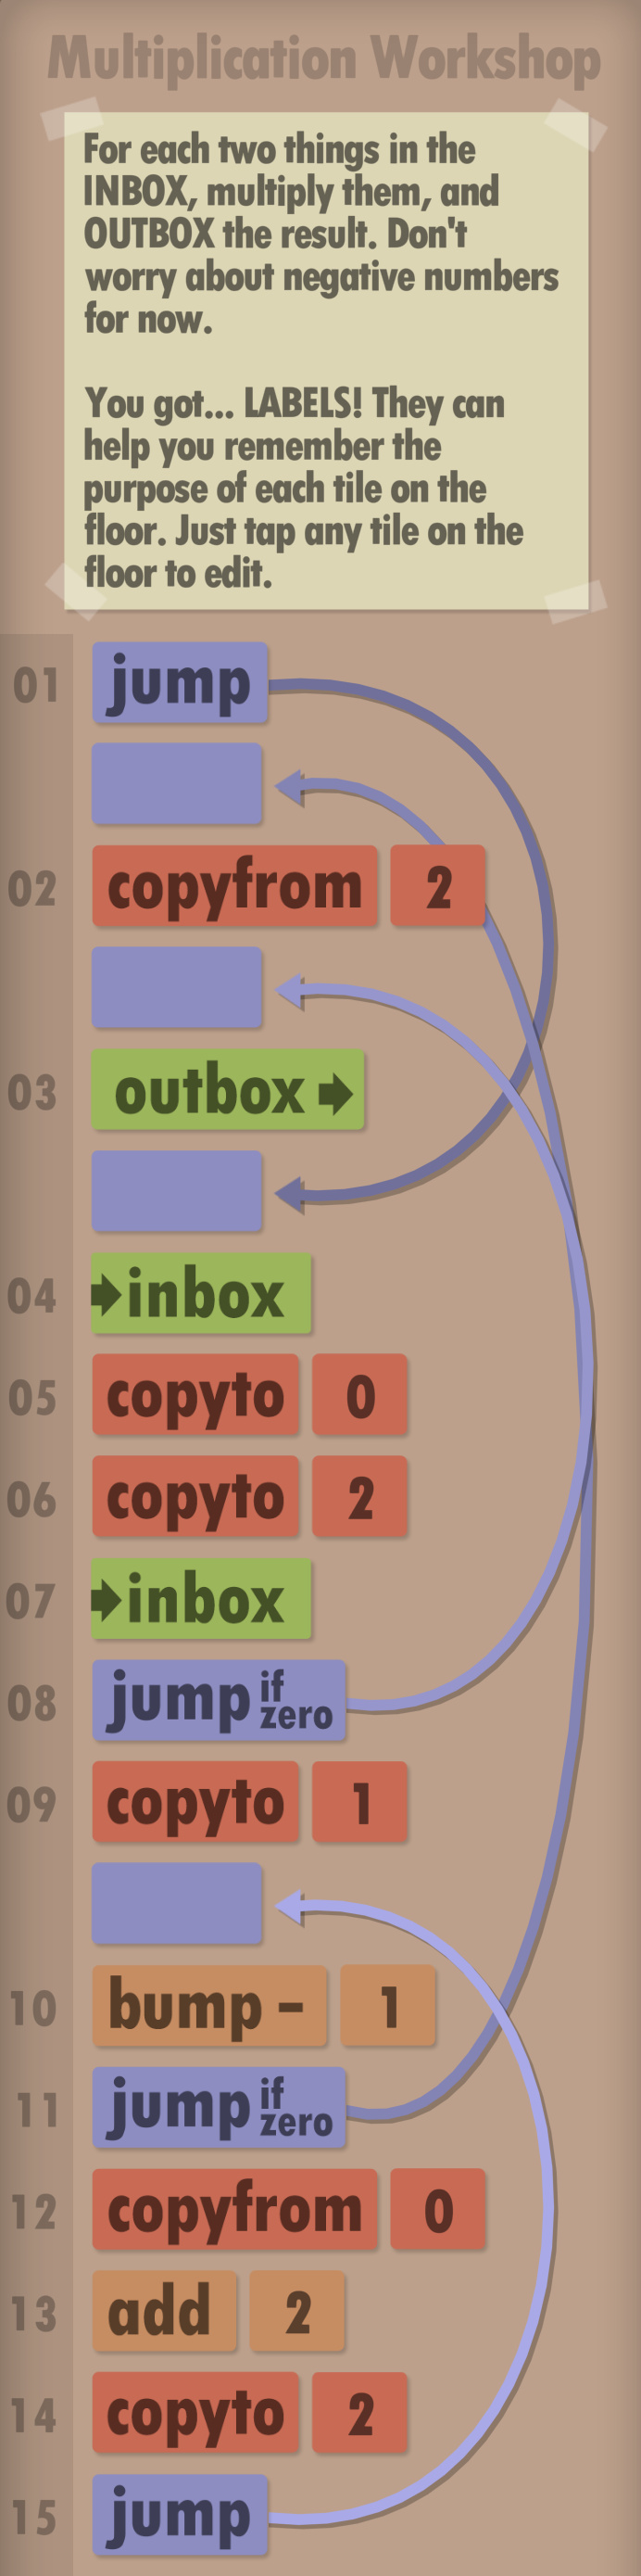 Multiplication Workshop
For each two things in the
INBOX, multiply them, and
OUTBOX the result. Don't
worry about negative numbers
for now.
You got... LABELS! They can
help you remember the
purpose of each tile on the
floor. Just tap any tile on the
floor to edit.
01 jump
02 copyfrom 2
03 outbox
04 inbox
05 copyto 0
06 copyto 2
07 inbox
08 jump if zero
09 copyto 1
10 bump - 1
11 jump if zero
12 copyfrom 0
13 add 2
14 copyto 2
15 jump